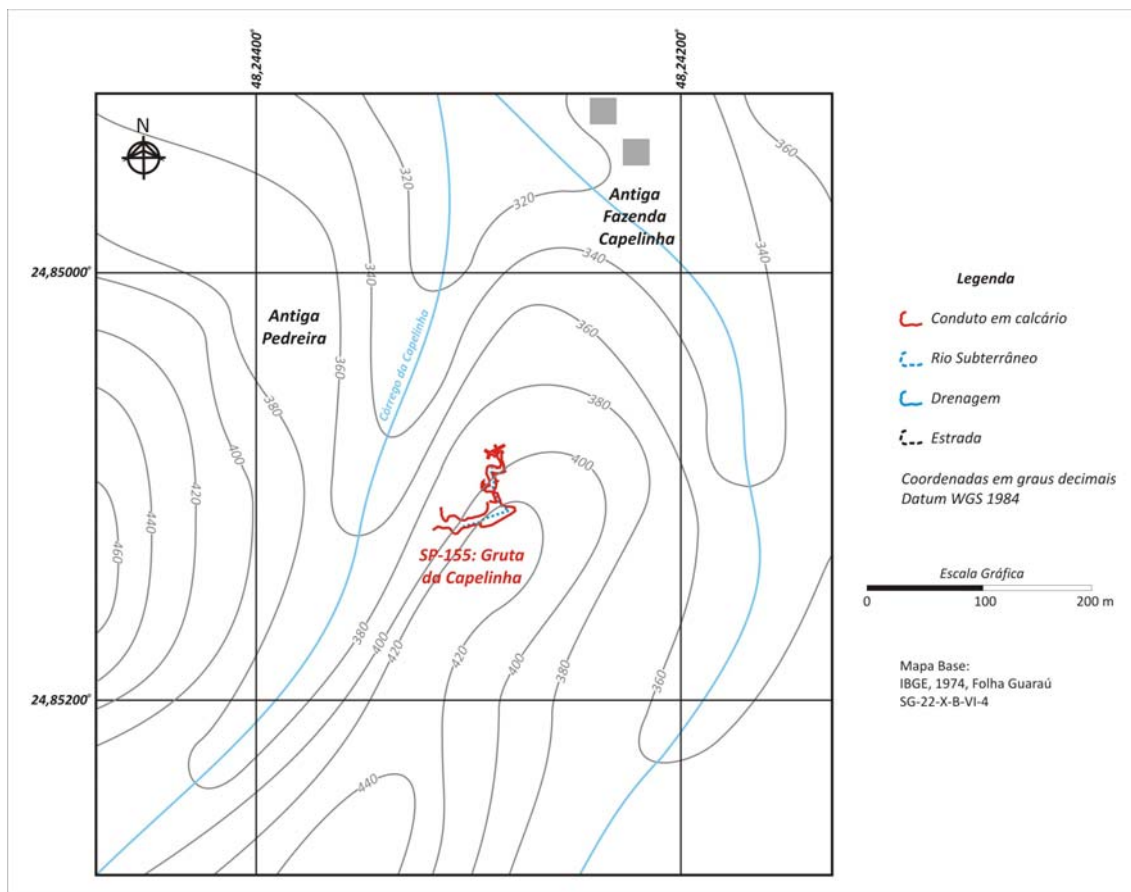 48,24400°
48,24200°
N
320
340
360
380
400
420
440
460
320
340
360
380
400
360
340
24,85000°
Antiga
Fazenda
Capelinha
Antiga
Pedreira
Córrego da Capelinha
SP-155: Gruta
da Capelinha
380
400
420
420
400
380
360
440
24,85200°
Legenda
Conduto em calcário
Rio Subterrâneo
Drenagem
Estrada
Coordenadas em graus decimais
Datum WGS 1984
Escala Gráfica
0 100 200 m
Mapa Base:
IBGE, 1974, Folha Guaraú
SG-22-X-B-VI-4